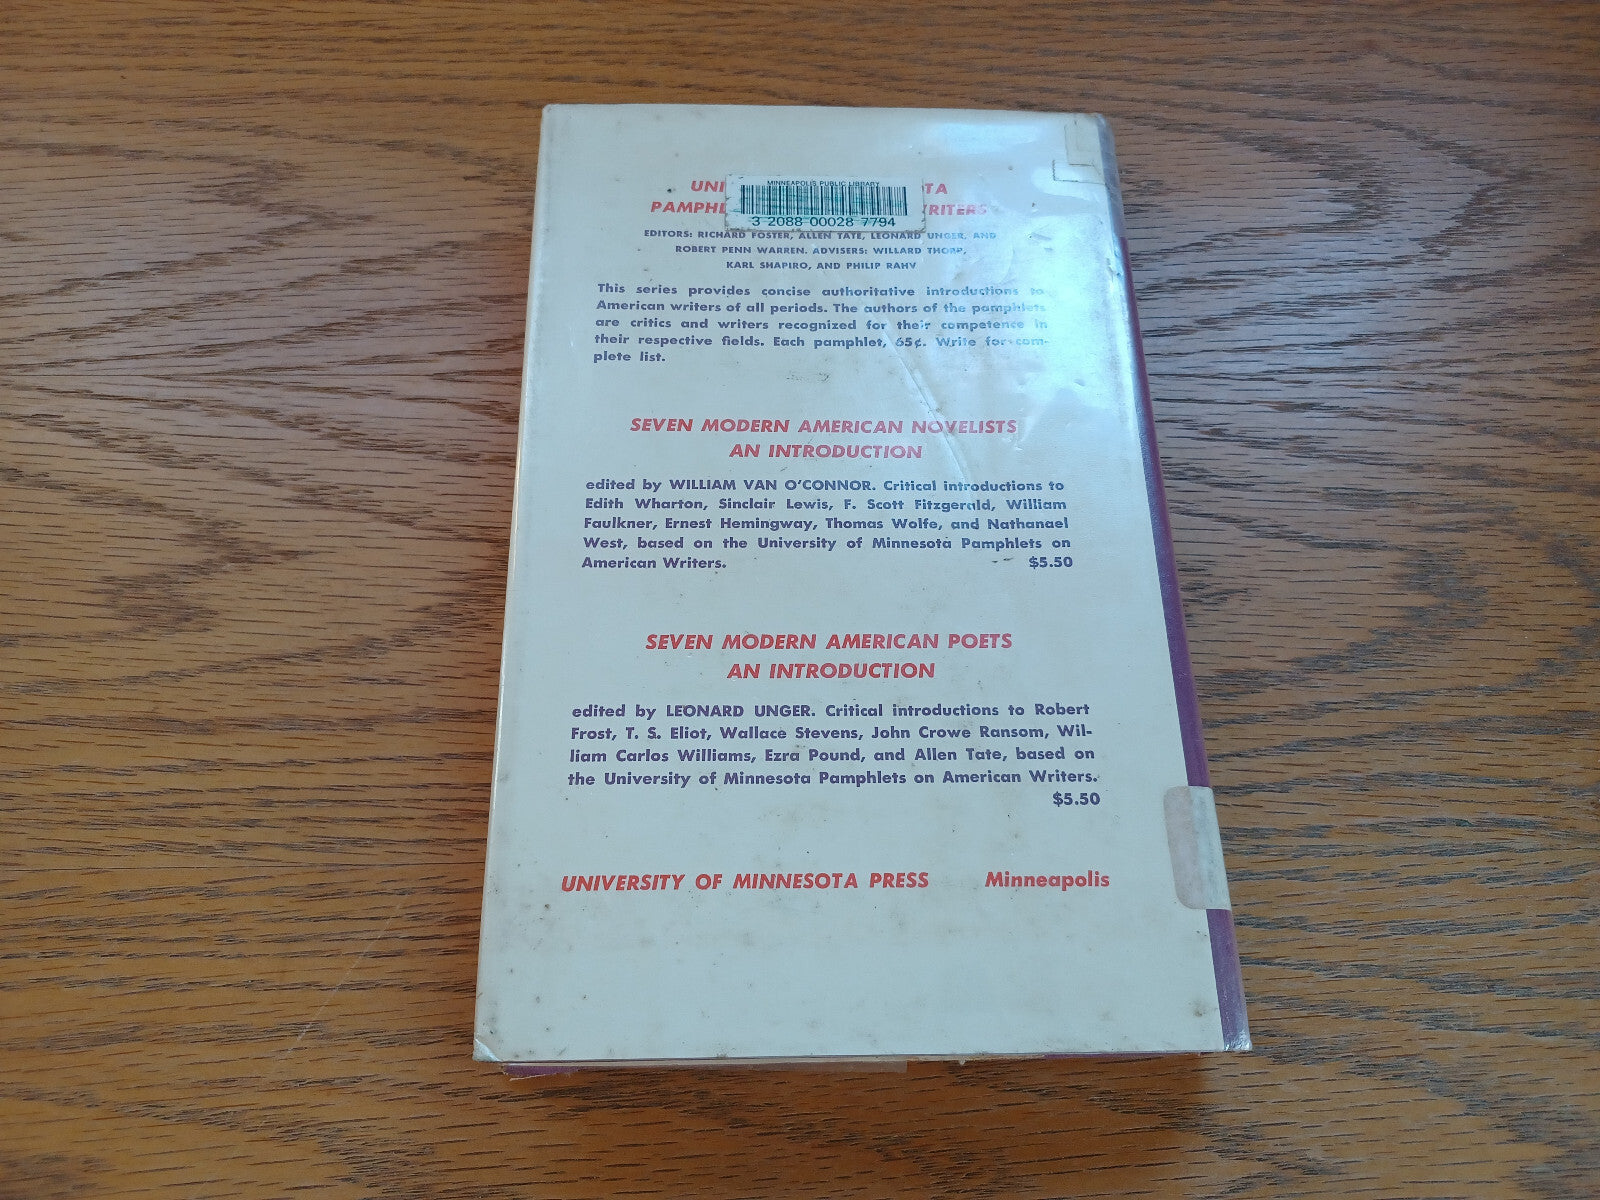 MINNEAPOLIS PUBLIC LIBRARY
3 2088 00028 7794
UNI OTA
PAMPHL WRITERS
EDITORS: RICHARD FOSTER, ALLEN TATE, LEONARD UNGER, AND
ROBERT PENN WARREN. ADVISERS: WILLARD THORP,
KARL SHAPIRO, AND PHILIP RAHV
This series provides concise authoritative introductions to
American writers of all periods. The authors of the pamphlets
are critics and writers recognized for their competence in
their respective fields. Each pamphlet, 65¢. Write for com-
plete list.
SEVEN MODERN AMERICAN NOVELISTS
AN INTRODUCTION
edited by WILLIAM VAN O'CONNOR. Critical introductions to
Edith Wharton, Sinclair Lewis, F. Scott Fitzgerald, William
Faulkner, Ernest Hemingway, Thomas Wolfe, and Nathanael
West, based on the University of Minnesota Pamphlets on
American Writers. $5.50
SEVEN MODERN AMERICAN POETS
AN INTRODUCTION
edited by LEONARD UNGER. Critical introductions to Robert
Frost, T. S. Eliot, Wallace Stevens, John Crowe Ransom, Wil-
liam Carlos Williams, Ezra Pound, and Allen Tate, based on
the University of Minnesota Pamphlets on American Writers.
$5.50
UNIVERSITY OF MINNESOTA PRESS Minneapolis